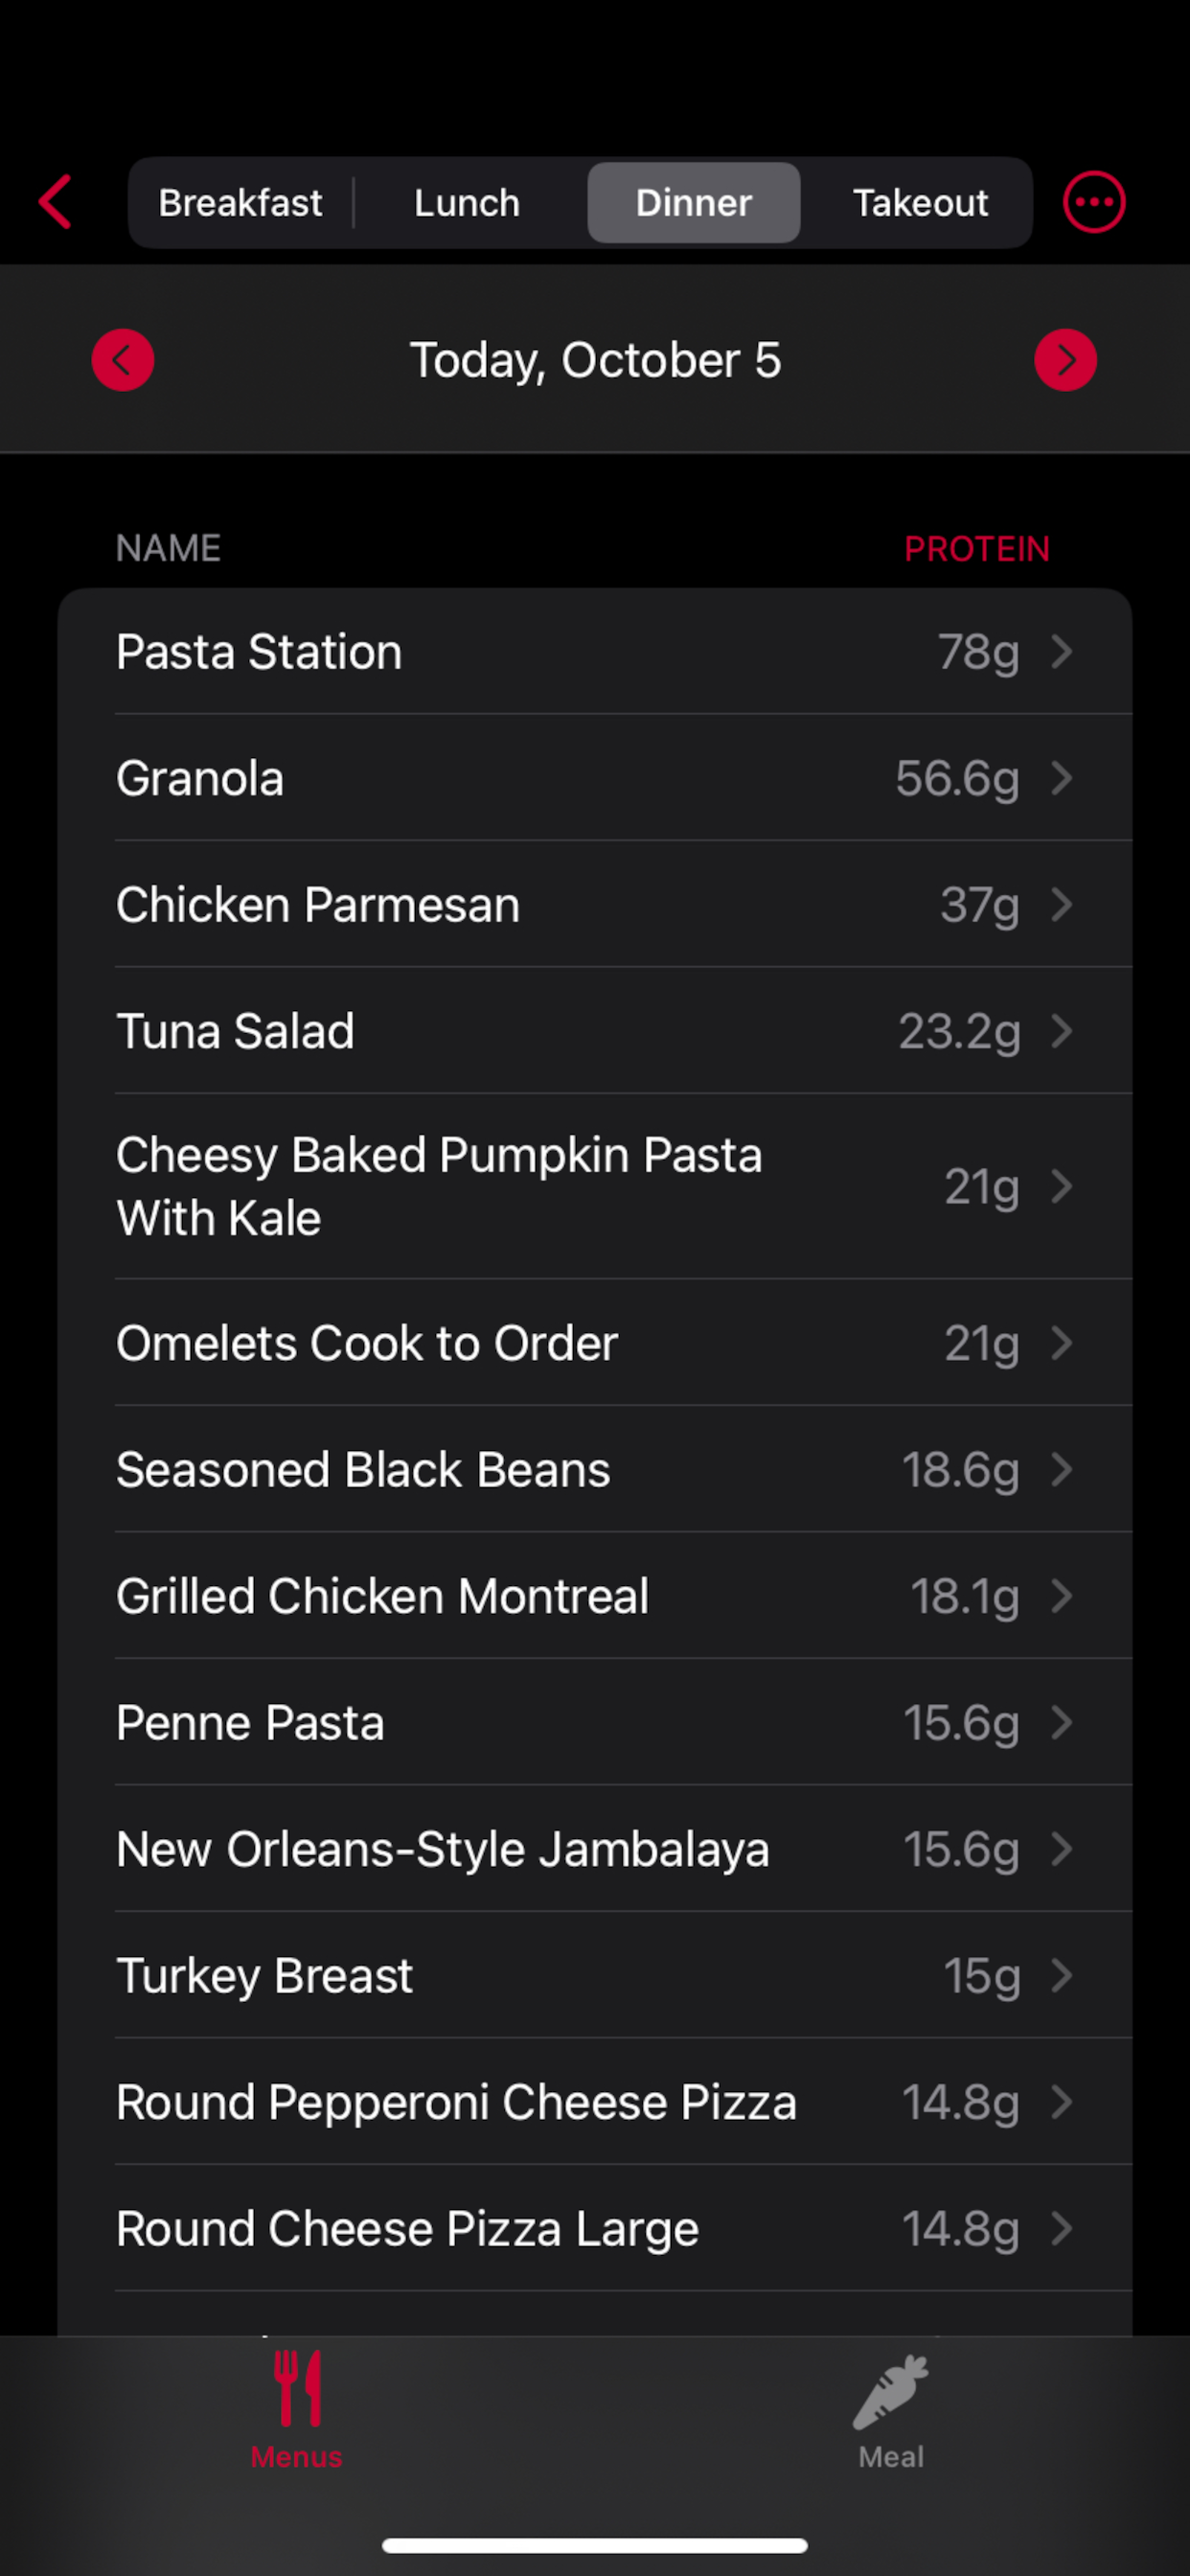 Breakfast Lunch Dinner Takeout
Today, October 5
NAME PROTEIN
Pasta Station 78g
Granola 56.6g
Chicken Parmesan 37g
Tuna Salad 23.2g
Cheesy Baked Pumpkin Pasta
With Kale 21g
Omelets Cook to Order 21g
Seasoned Black Beans 18.6g
Grilled Chicken Montreal 18.1g
Penne Pasta 15.6g
New Orleans-Style Jambalaya 15.6g
Turkey Breast 15g
Round Pepperoni Cheese Pizza 14.8g
Round Cheese Pizza Large 14.8g
Menus Meal